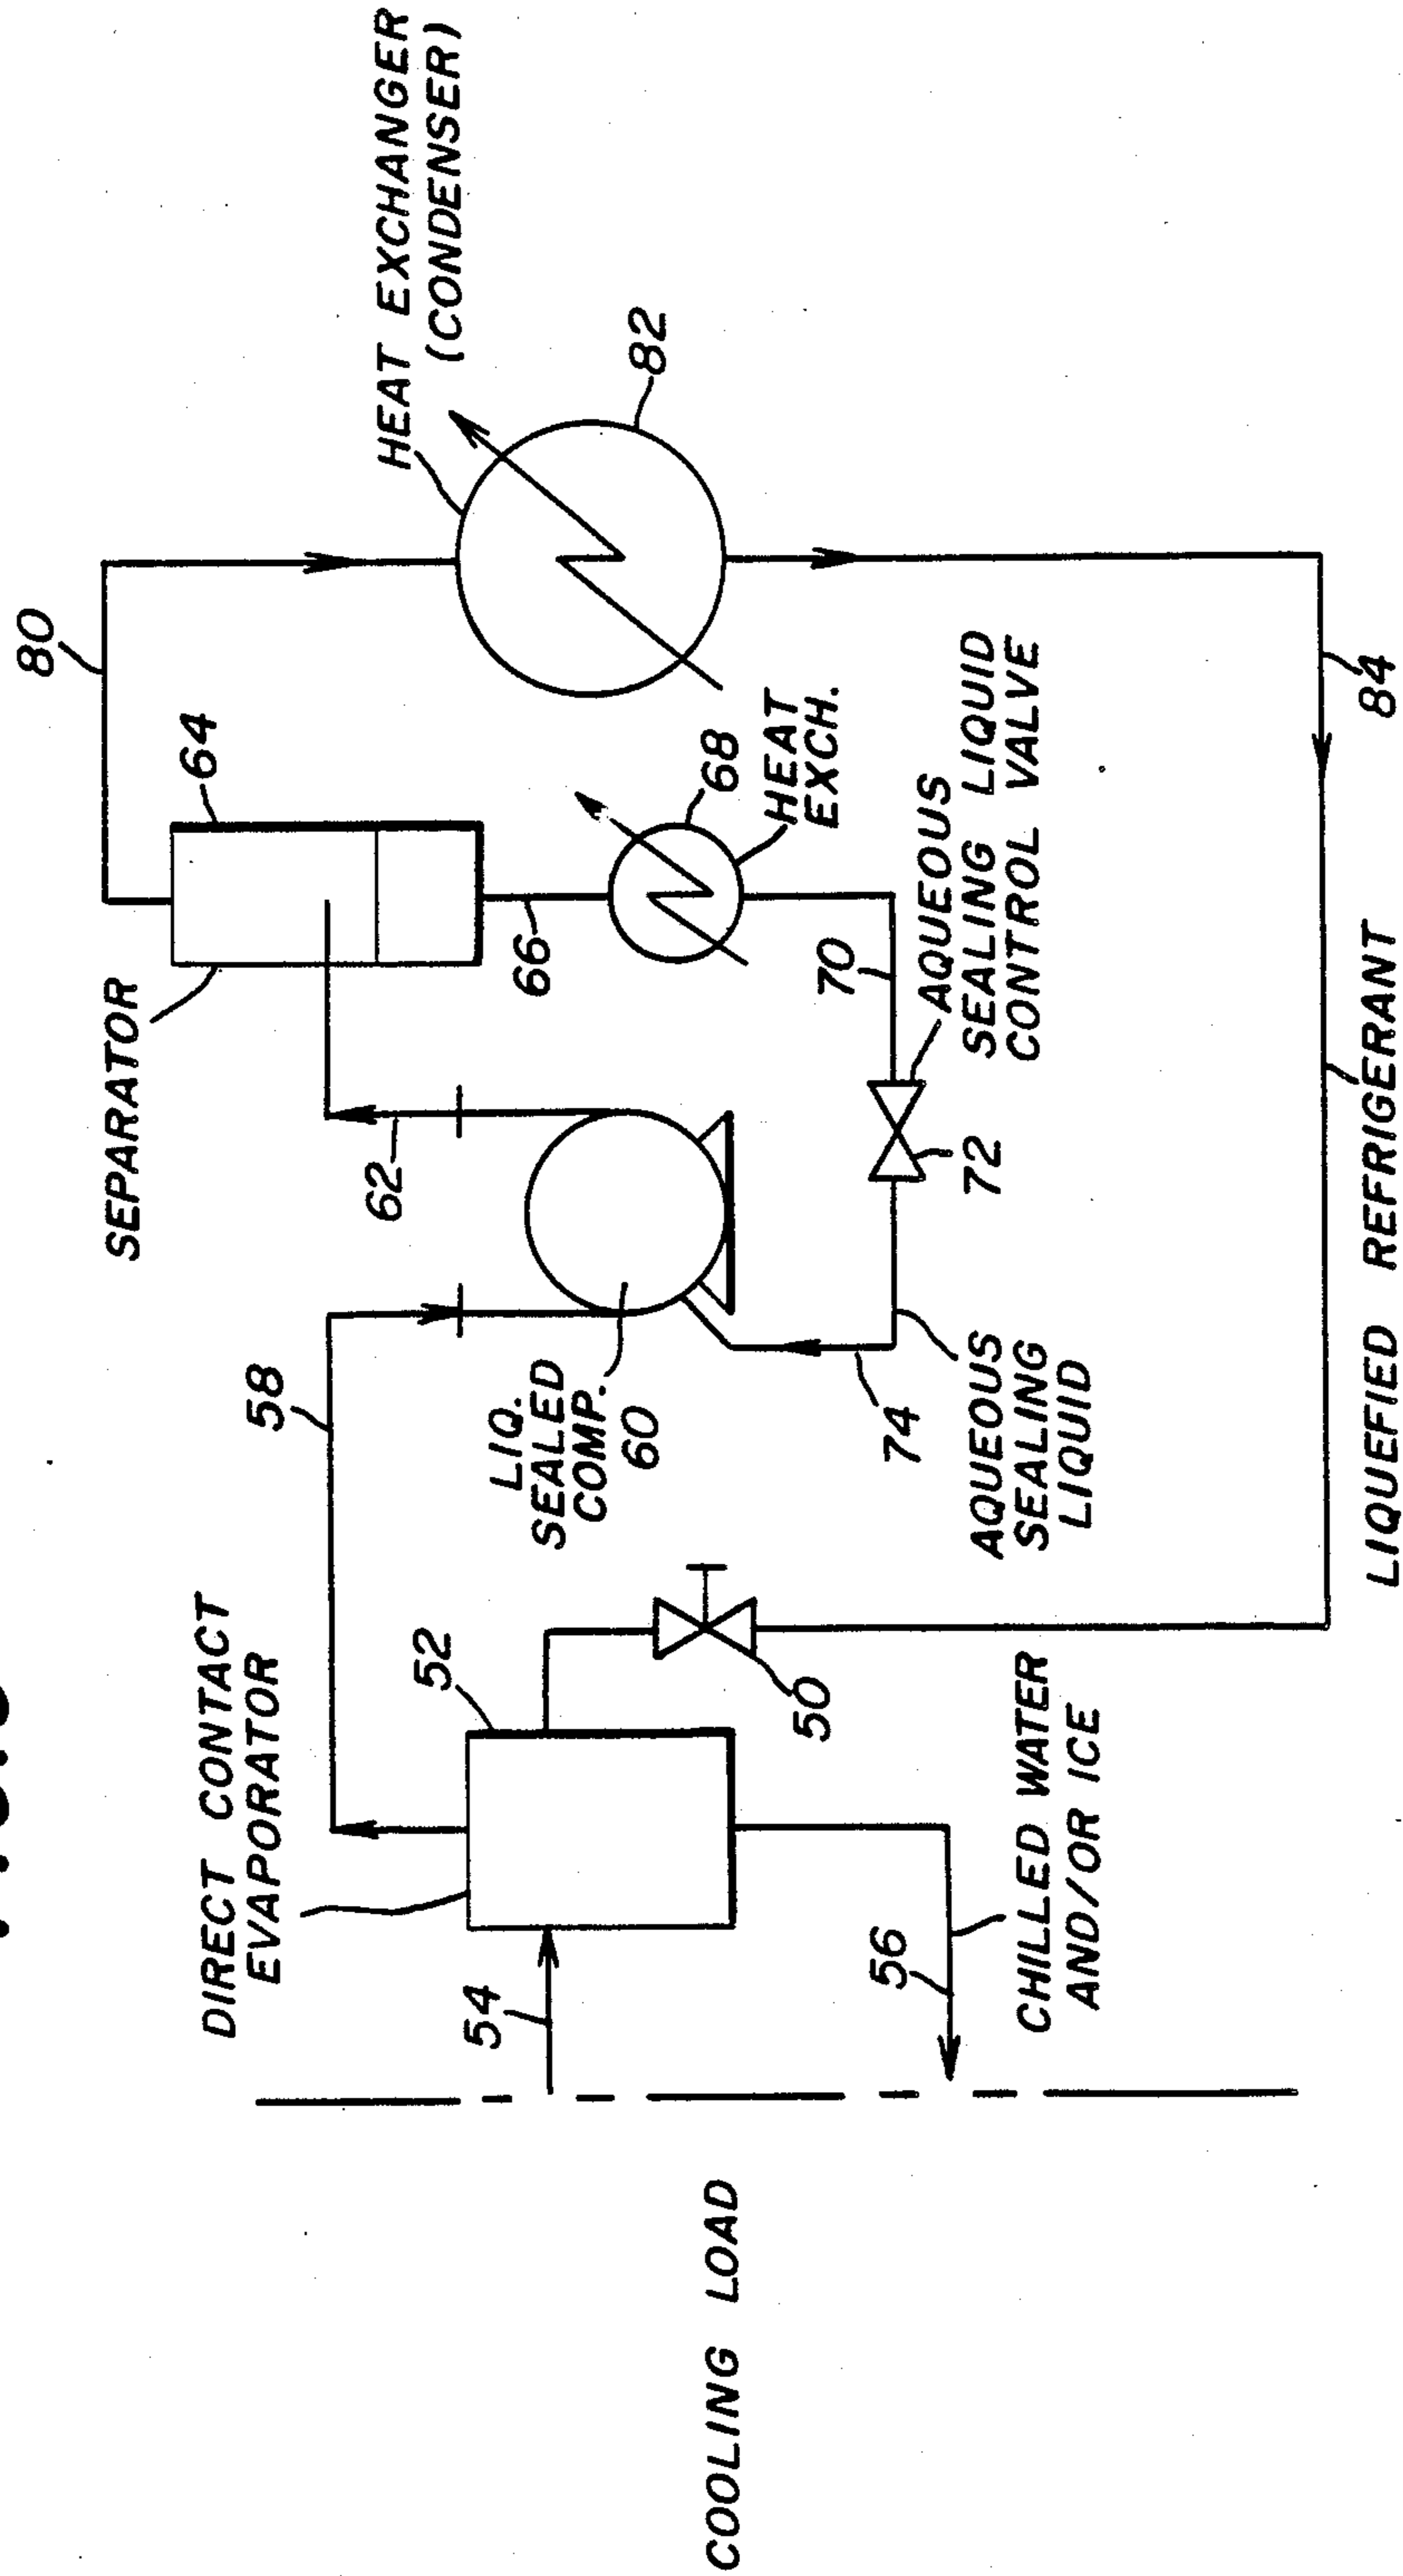 COOLING LOAD
DIRECT CONTACT
EVAPORATOR
52
54
56
CHILLED WATER
AND/OR ICE
50
58
LIQ.
SEALED
COMP.
60
62
SEPARATOR
64
66
68
HEAT
EXCH.
70
AQUEOUS
SEALING LIQUID
CONTROL VALVE
72
74
AQUEOUS
SEALING
LIQUID
80
HEAT EXCHANGER
(CONDENSER)
82
84
LIQUEFIED REFRIGERANT